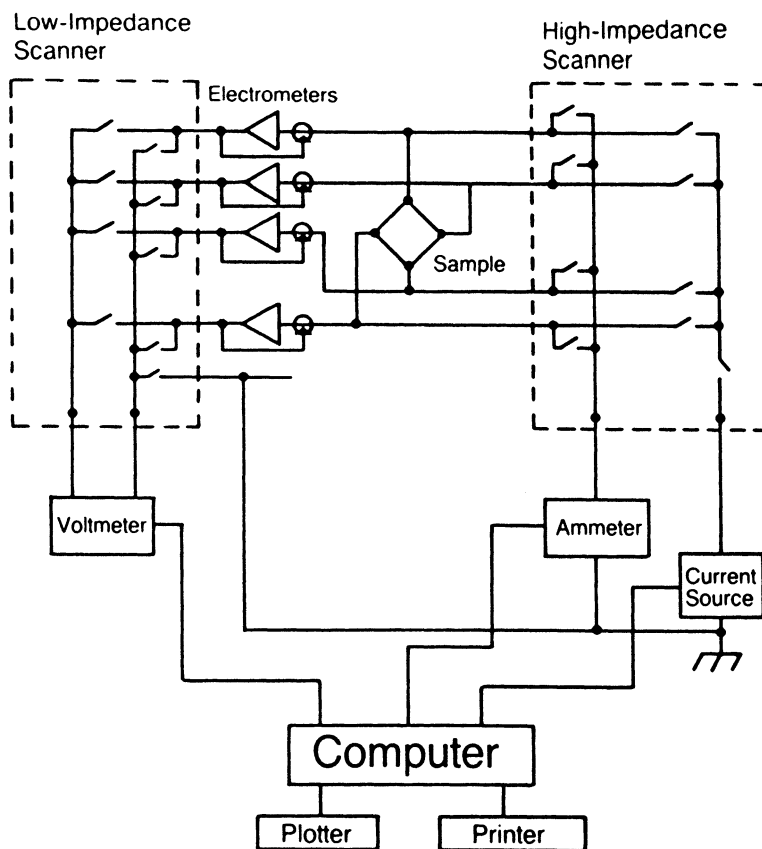 Low-Impedance
Scanner
High-Impedance
Scanner
Electrometers
Sample
Voltmeter
Ammeter
Current
Source
Computer
Plotter
Printer